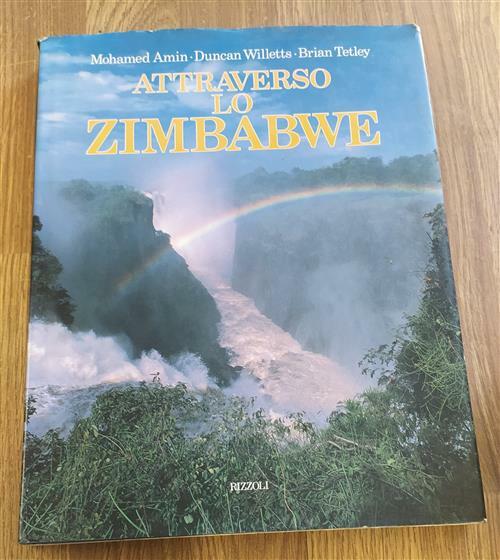 Mohamed Amin · Duncan Willetts · Brian Tetley
ATTRAVERSO
LO
ZIMBABWE
RIZZOLI